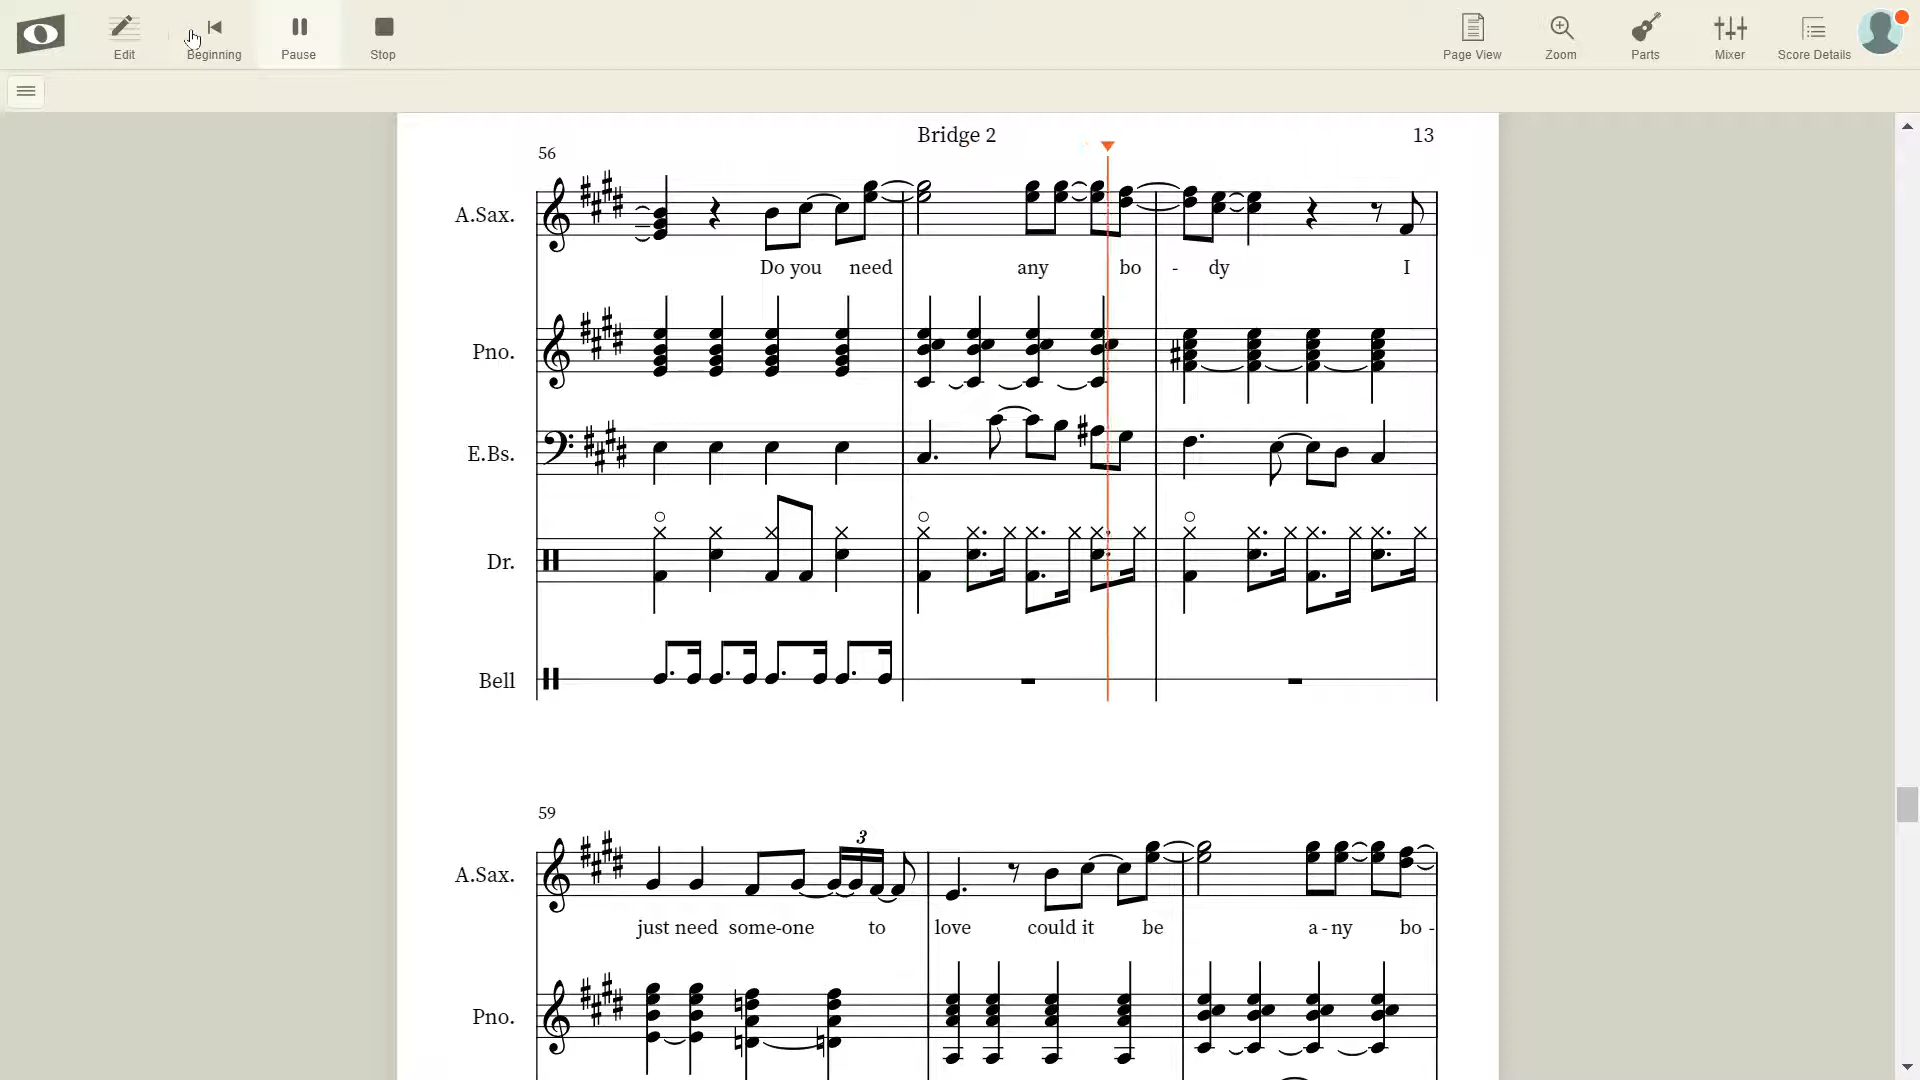 Edit Beginning Pause Stop Page View Zoom Parts Mixer Score Details
Bridge 2 13
56
A.Sax.
Do you need any bo - dy I
Pno.
E.Bs.
Dr.
Bell
59
3
A.Sax.
just need some-one to love could it be a - ny bo -
Pno.